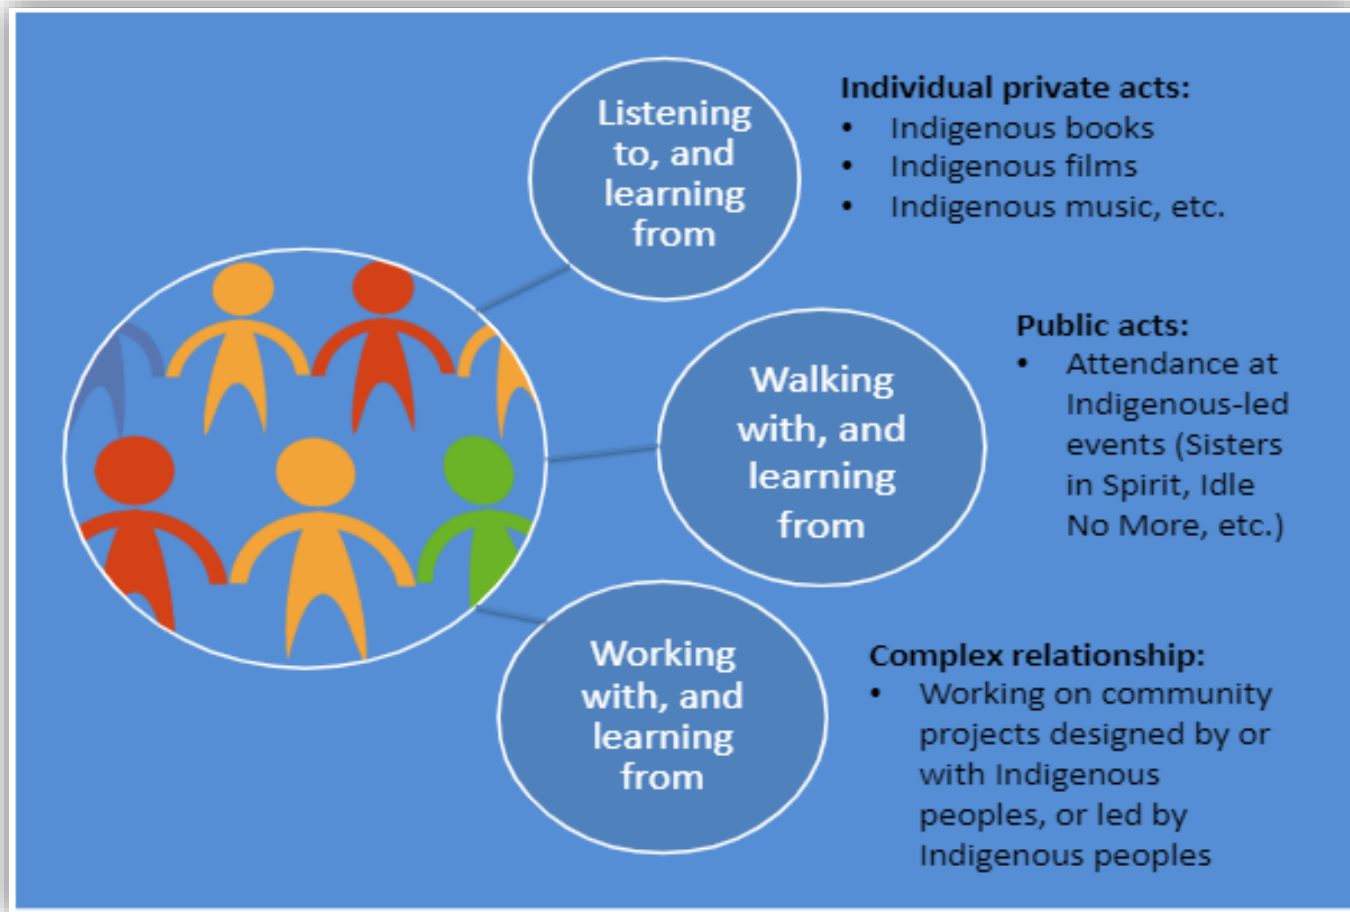 Listening
to, and
learning
from
Individual private acts:
• Indigenous books
• Indigenous films
• Indigenous music, etc.
Walking
with, and
learning
from
Public acts:
• Attendance at
Indigenous-led
events (Sisters
in Spirit, Idle
No More, etc.)
Working
with, and
learning
from
Complex relationship:
• Working on community
projects designed by or
with Indigenous
peoples, or led by
Indigenous peoples